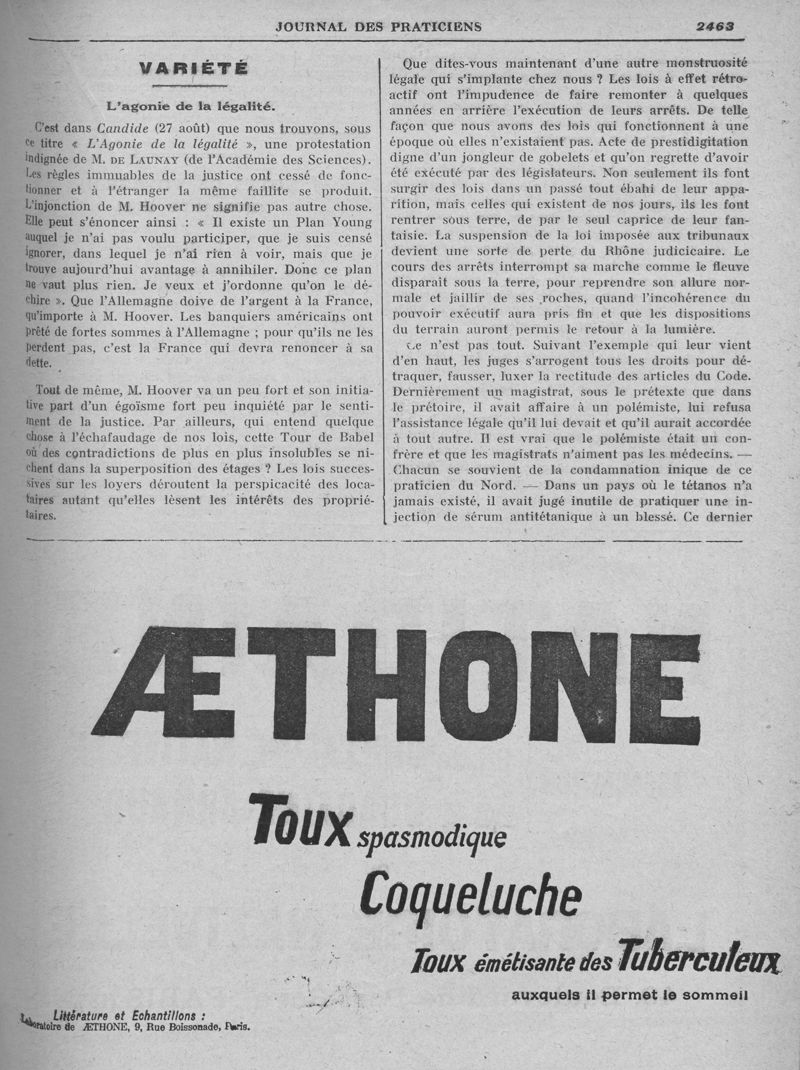 JOURNAL DES PRATICIENS 2463
VARIÉTÉ
L'agonie de la légalité.
C'est dans Candide (27 août) que nous trouvons, sous
ce titre « L'Agonie de la légalité », une protestation
indignée de M. DE LAUNAY (de l'Académie des Sciences).
Les règles immuables de la justice ont cessé de fonc-
tionner et à l'étranger la même faillite se produit.
L'injonction de M. Hoover ne signifie pas autre chose.
Elle peut s'énoncer ainsi : « Il existe un Plan Young
auquel je n'ai pas voulu participer, que je suis censé
ignorer, dans lequel je n'ai rien à voir, mais que je
trouve aujourd'hui avantage à annihiler. Donc ce plan
ne vaut plus rien. Je veux et j'ordonne qu'on le dé-
chire ». Que l'Allemagne doive de l'argent à la France,
qu'importe à M. Hoover. Les banquiers américains ont
prêté de fortes sommes à l'Allemagne ; pour qu'ils ne les
perdent pas, c'est la France qui devra renoncer à sa
dette.
Tout de même, M. Hoover va un peu fort et son initia-
tive part d'un égoïsme fort peu inquiété par le senti-
ment de la justice. Par ailleurs, qui entend quelque
chose à l'échafaudage de nos lois, cette Tour de Babel
où des contradictions de plus en plus insolubles se ni-
chent dans la superposition des étages ? Les lois succes-
sives sur les loyers déroutent la perspicacité des loca-
taires autant qu'elles lèsent les intérêts des proprié-
taires.
Que dites-vous maintenant d'une autre monstruosité
légale qui s'implante chez nous ? Les lois à effet rétro-
actif ont l'impudence de faire remonter à quelques
années en arrière l'exécution de leurs arrêts. De telle
façon que nous avons des lois qui fonctionnent à une
époque où elles n'existaient pas. Acte de prestidigitation
digne d'un jongleur de gobelets et qu'on regrette d'avoir
été exécuté par des législateurs. Non seulement ils font
surgir des lois dans un passé tout ébahi de leur appa-
rition, mais celles qui existent de nos jours, ils les font
rentrer sous terre, de par le seul caprice de leur fan-
taisie. La suspension de la loi imposée aux tribunaux
devient une sorte de perte du Rhône judicicaire. Le
cours des arrêts interrompt sa marche comme le fleuve
disparait sous la terre, pour reprendre son allure nor-
male et jaillir de ses roches, quand l'incohérence du
pouvoir exécutif aura pris fin et que les dispositions
du terrain auront permis le retour à la lumière.
Ce n'est pas tout. Suivant l'exemple qui leur vient
d'en haut, les juges s'arrogent tous les droits pour dé-
traquer, fausser, luxer la rectitude des articles du Code.
Dernièrement un magistrat, sous le prétexte que dans
le prétoire, il avait affaire à un polémiste, lui refusa
l'assistance légale qu'il lui devait et qu'il aurait accordée
à tout autre. Il est vrai que le polémiste était un con-
frère et que les magistrats n'aiment pas les médecins. —
Chacun se souvient de la condamnation inique de ce
praticien du Nord. — Dans un pays où le tétanos n'a
jamais existé, il avait jugé inutile de pratiquer une in-
jection de sérum antitétanique à un blessé. Ce dernier
ÆTHONE
Toux spasmodique
Coqueluche
Toux émétisante des Tuberculeux
auxquels il permet le sommeil
Littérature et Echantillons :
Laboratoire de ÆTHONE, 9, Rue Boissonade, Paris.